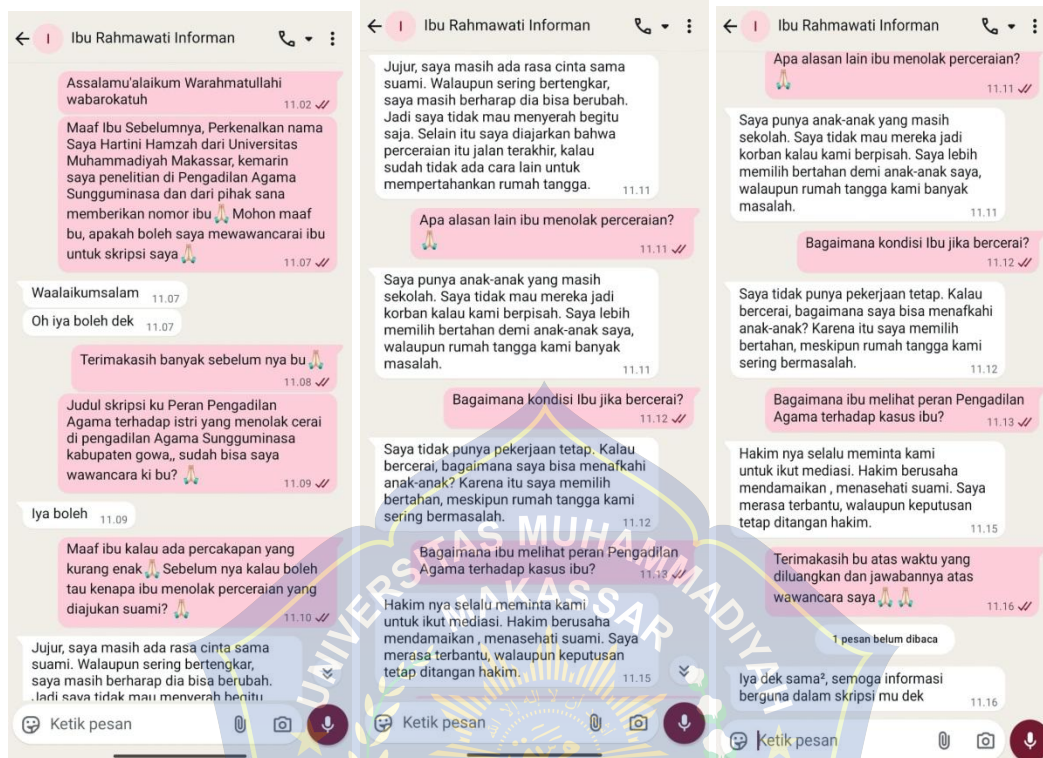 Ibu Rahmawati Informan
Assalamu'alaikum Warahmatullahi
wabarokatuh
11.02
Maaf Ibu Sebelumnya, Perkenalkan nama
Saya Hartini Hamzah dari Universitas
Muhammadiyah Makassar, kemarin
saya penelitian di Pengadilan Agama
Sungguminasa dan dari pihak sana
memberikan nomor ibu🙏🏻 Mohon maaf
bu, apakah boleh saya mewawancarai ibu
untuk skripsi saya🙏🏻
11.07
Waalaikumsalam 11.07
Oh iya boleh dek 11.07
Terimakasih banyak sebelum nya bu🙏🏻
11.08
Judul skripsi ku Peran Pengadilan
Agama terhadap istri yang menolak cerai
di pengadilan Agama Sungguminasa
kabupaten gowa,, sudah bisa saya
wawancara ki bu? 🙏🏻
11.09
Iya boleh 11.09
Maaf ibu kalau ada percakapan yang
kurang enak🙏🏻 Sebelum nya kalau boleh
tau kenapa ibu menolak perceraian yang
diajukan suami? 🙏🏻
11.10
Jujur, saya masih ada rasa cinta sama
suami. Walaupun sering bertengkar,
saya masih berharap dia bisa berubah.
Jadi saya tidak mau menyerah begitu
Ketik pesan
Ibu Rahmawati Informan
Jujur, saya masih ada rasa cinta sama
suami. Walaupun sering bertengkar,
saya masih berharap dia bisa berubah.
Jadi saya tidak mau menyerah begitu
saja. Selain itu saya diajarkan bahwa
perceraian itu jalan terakhir, kalau
sudah tidak ada cara lain untuk
mempertahankan rumah tangga. 11.11
Apa alasan lain ibu menolak perceraian?
🙏🏻 11.11
Saya punya anak-anak yang masih
sekolah. Saya tidak mau mereka jadi
korban kalau kami berpisah. Saya lebih
memilih bertahan demi anak-anak saya,
walaupun rumah tangga kami banyak
masalah. 11.11
Bagaimana kondisi Ibu jika bercerai?
11.12
Saya tidak punya pekerjaan tetap. Kalau
bercerai, bagaimana saya bisa menafkahi
anak-anak? Karena itu saya memilih
bertahan, meskipun rumah tangga kami
sering bermasalah. 11.12
Bagaimana ibu melihat peran Pengadilan
Agama terhadap kasus ibu? 11.13
Hakim nya selalu meminta kami
untuk ikut mediasi. Hakim berusaha
mendamaikan , menasehati suami. Saya
merasa terbantu, walaupun keputusan
tetap ditangan hakim. 11.15
Ketik pesan
Ibu Rahmawati Informan
Apa alasan lain ibu menolak perceraian?
🙏🏻 11.11
Saya punya anak-anak yang masih
sekolah. Saya tidak mau mereka jadi
korban kalau kami berpisah. Saya lebih
memilih bertahan demi anak-anak saya,
walaupun rumah tangga kami banyak
masalah. 11.11
Bagaimana kondisi Ibu jika bercerai?
11.12
Saya tidak punya pekerjaan tetap. Kalau
bercerai, bagaimana saya bisa menafkahi
anak-anak? Karena itu saya memilih
bertahan, meskipun rumah tangga kami
sering bermasalah. 11.12
Bagaimana ibu melihat peran Pengadilan
Agama terhadap kasus ibu? 11.13
Hakim nya selalu meminta kami
untuk ikut mediasi. Hakim berusaha
mendamaikan , menasehati suami. Saya
merasa terbantu, walaupun keputusan
tetap ditangan hakim. 11.15
Terimakasih bu atas waktu yang
diluangkan dan jawabannya atas
wawancara saya🙏🏻 🙏🏻 11.16
1 pesan belum dibaca
Iya dek sama², semoga informasi
berguna dalam skripsi mu dek 11.16
Ketik pesan
UNIVERSITAS MUHAMMADIYAH
MAKASSAR